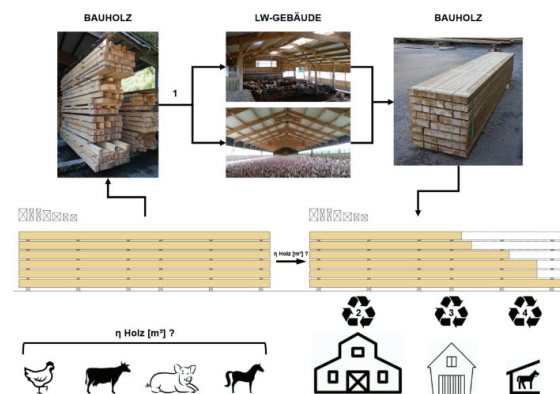 BAUHOLZ
LW-GEBÄUDE
BAUHOLZ
1
η Holz [m³] ?
2
3
4
η Holz [m³] ?